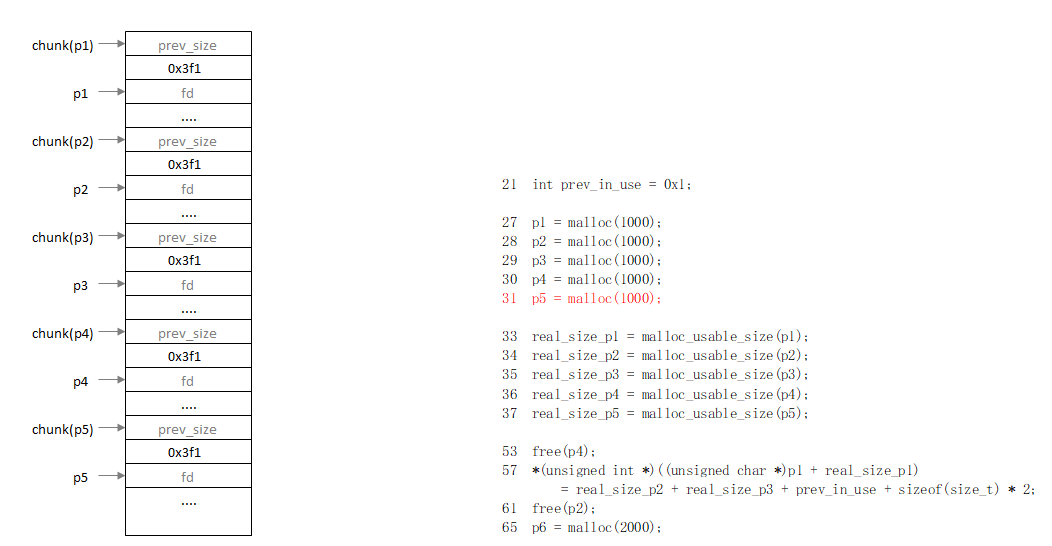 chunk(p1)
prev_size
0x3f1
p1
fd
....
chunk(p2)
prev_size
0x3f1
p2
fd
....
chunk(p3)
prev_size
0x3f1
p3
fd
....
chunk(p4)
prev_size
0x3f1
p4
fd
....
chunk(p5)
prev_size
0x3f1
p5
fd
....
21 int prev_in_use = 0x1;
27 p1 = malloc(1000);
28 p2 = malloc(1000);
29 p3 = malloc(1000);
30 p4 = malloc(1000);
31 p5 = malloc(1000);
33 real_size_p1 = malloc_usable_size(p1);
34 real_size_p2 = malloc_usable_size(p2);
35 real_size_p3 = malloc_usable_size(p3);
36 real_size_p4 = malloc_usable_size(p4);
37 real_size_p5 = malloc_usable_size(p5);
53 free(p4);
57 *(unsigned int *)((unsigned char *)p1 + real_size_p1)
= real_size_p2 + real_size_p3 + prev_in_use + sizeof(size_t) * 2;
61 free(p2);
65 p6 = malloc(2000);